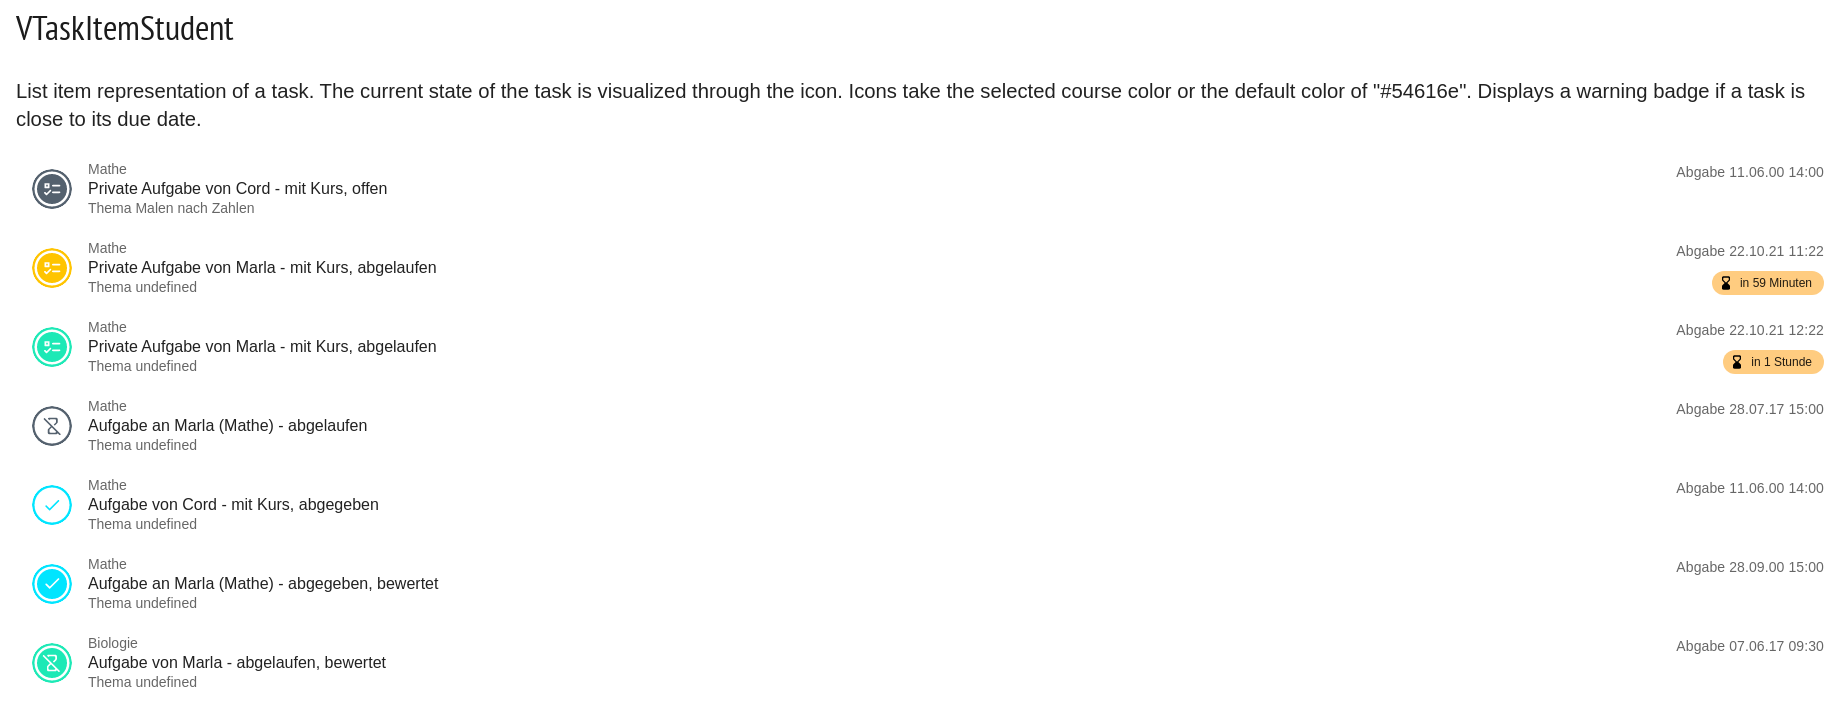 VTaskItemStudent
List item representation of a task. The current state of the task is visualized through the icon. Icons take the selected course color or the default color of "#54616e". Displays a warning badge if a task is
close to its due date.
Mathe
Private Aufgabe von Cord - mit Kurs, offen
Thema Malen nach Zahlen
Abgabe 11.06.00 14:00
Mathe
Private Aufgabe von Marla - mit Kurs, abgelaufen
Thema undefined
Abgabe 22.10.21 11:22
in 59 Minuten
Mathe
Private Aufgabe von Marla - mit Kurs, abgelaufen
Thema undefined
Abgabe 22.10.21 12:22
in 1 Stunde
Mathe
Aufgabe an Marla (Mathe) - abgelaufen
Thema undefined
Abgabe 28.07.17 15:00
Mathe
Aufgabe von Cord - mit Kurs, abgegeben
Thema undefined
Abgabe 11.06.00 14:00
Mathe
Aufgabe an Marla (Mathe) - abgegeben, bewertet
Thema undefined
Abgabe 28.09.00 15:00
Biologie
Aufgabe von Marla - abgelaufen, bewertet
Thema undefined
Abgabe 07.06.17 09:30